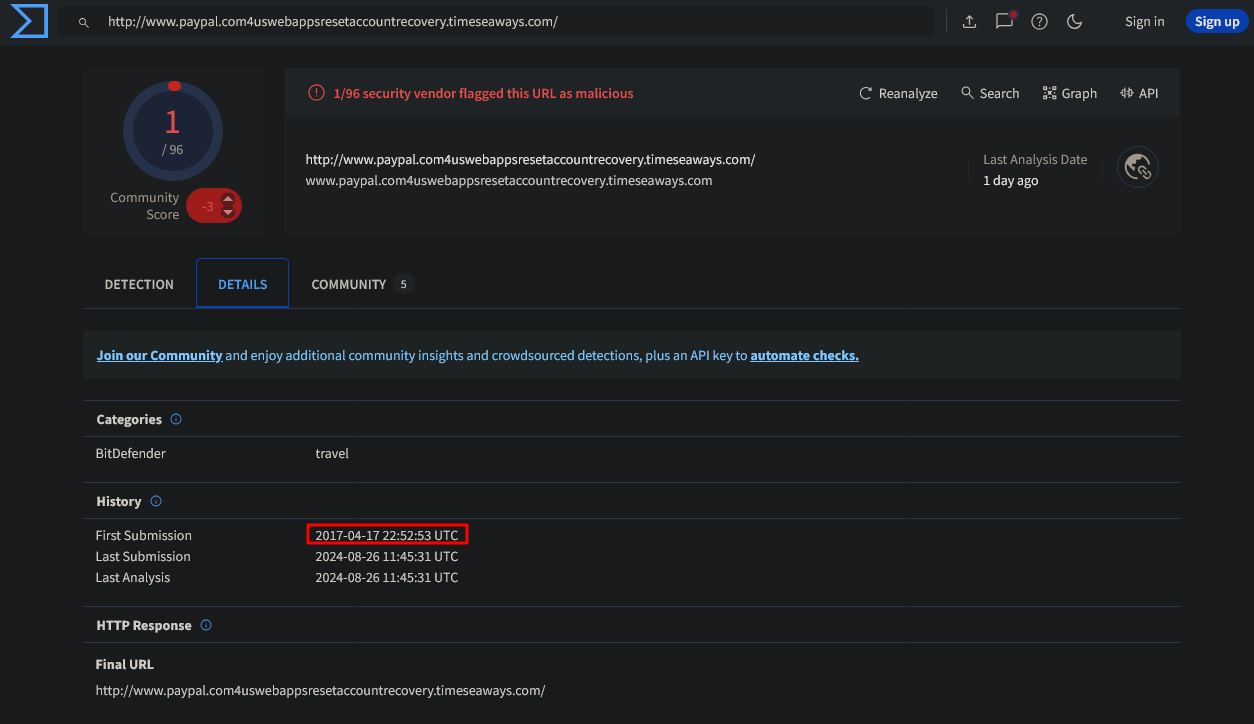 http://www.paypal.com4uswebappsresetaccountrecovery.timeseaways.com/
Sign in
Sign up
1
/ 96
Community
Score
-3
1/96 security vendor flagged this URL as malicious
Reanalyze
Search
Graph
API
http://www.paypal.com4uswebappsresetaccountrecovery.timeseaways.com/
www.paypal.com4uswebappsresetaccountrecovery.timeseaways.com
Last Analysis Date
1 day ago
DETECTION
DETAILS
COMMUNITY 5
Join our Community and enjoy additional community insights and crowdsourced detections, plus an API key to automate checks.
Categories
BitDefender travel
History
First Submission 2017-04-17 22:52:53 UTC
Last Submission 2024-08-26 11:45:31 UTC
Last Analysis 2024-08-26 11:45:31 UTC
HTTP Response
Final URL
http://www.paypal.com4uswebappsresetaccountrecovery.timeseaways.com/